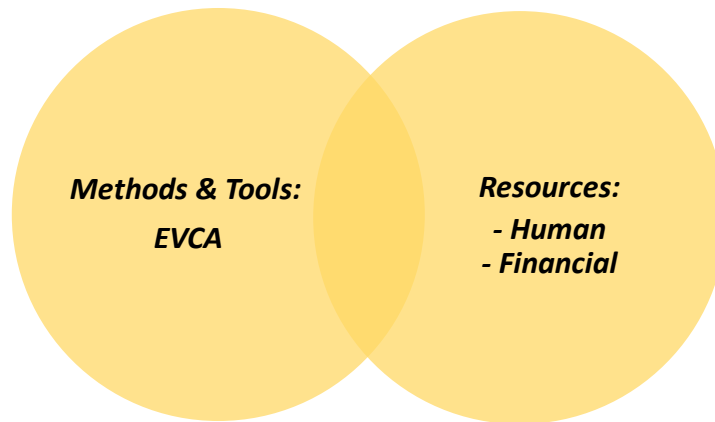 Methods & Tools:
EVCA
Resources:
- Human
- Financial